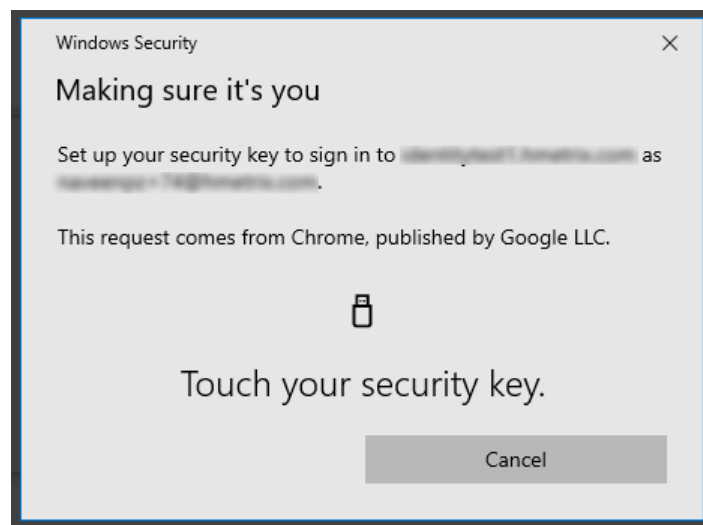 Windows Security
Making sure it's you
Set up your security key to sign in to as
.
This request comes from Chrome, published by Google LLC.
Touch your security key.
Cancel